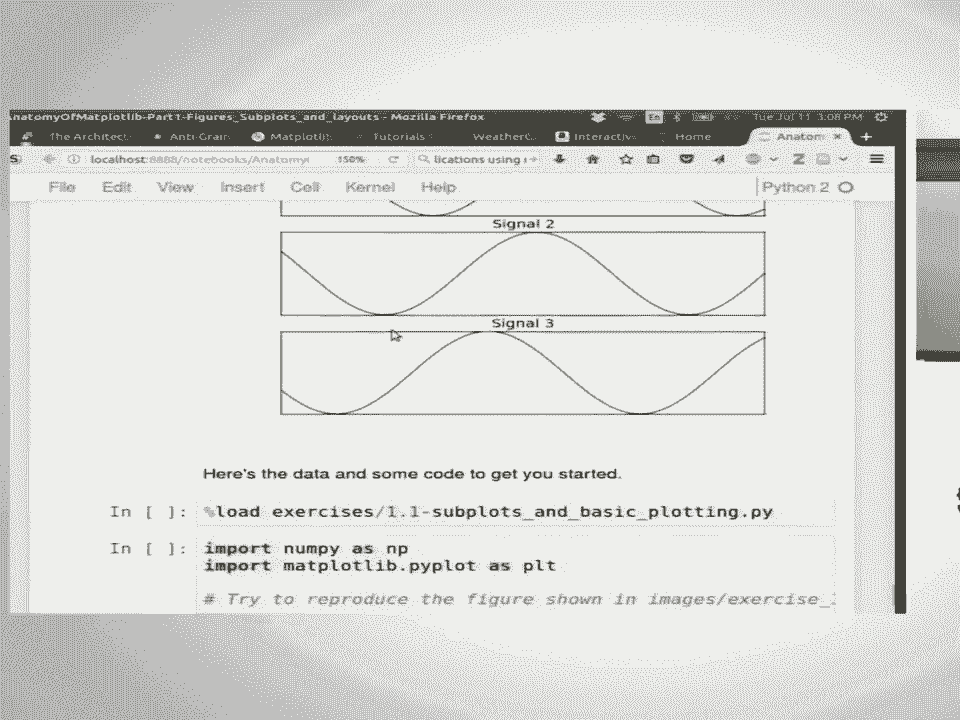 natomyOfMatplotlib-Part1-Figures_Subplots_and_layouts - Mozilla Firefox En Tue Jul 11 3:08 PM
The Architect Anti-Grain Matplotlib Tutorials WeatherC Interactiv Home Anatom × +
S localhost:8888/notebooks/Anatomy 150% lications using Z
File Edit View Insert Cell Kernel Help Python 2
Signal 2
Signal 3
Here's the data and some code to get you started.
In [ ]: %load exercises/1.1-subplots_and_basic_plotting.py
In [ ]: import numpy as np
import matplotlib.pyplot as plt
# Try to reproduce the figure shown in images/exercise_